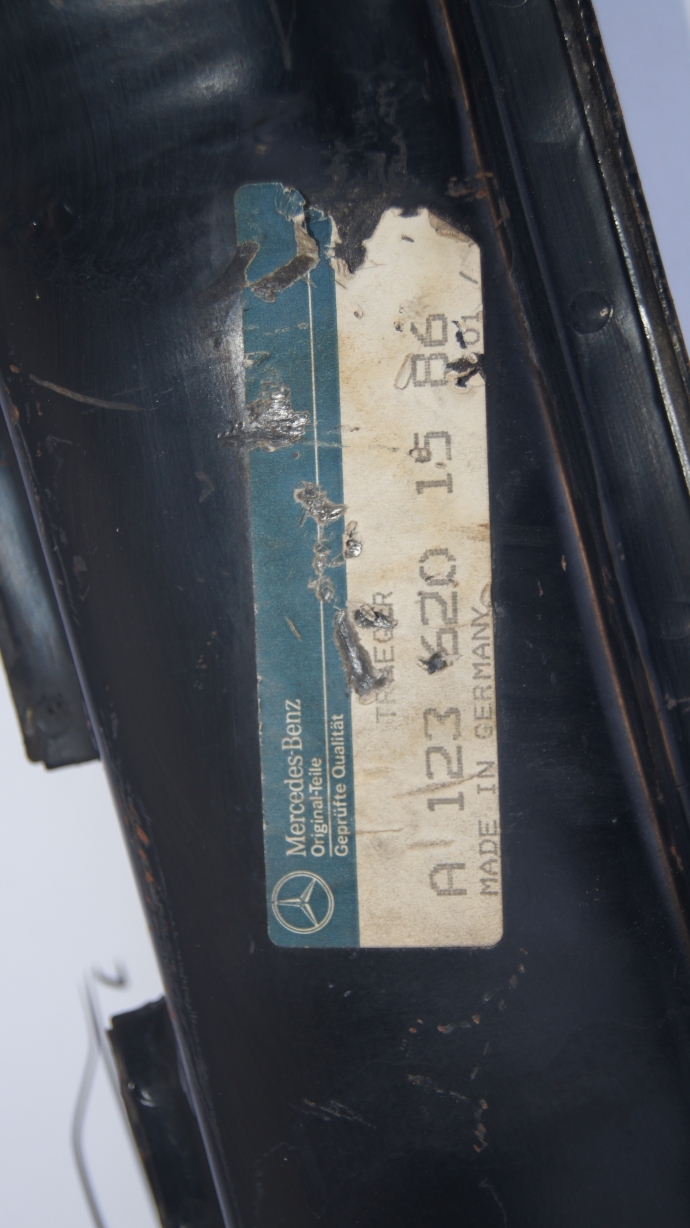 Mercedes-Benz
Original-Teile
Geprüfte Qualität
TRAEGER
A 123 620 15 86
MADE IN GERMANY